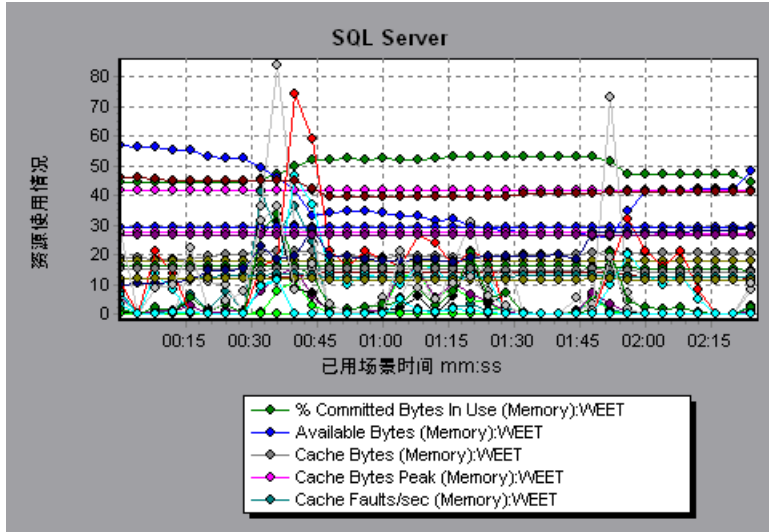 SQL Server
80
70
60
50
40
30
20
10
0
资源使用情况
00:15 00:30 00:45 01:00 01:15 01:30 01:45 02:00 02:15
已用场景时间 mm:ss
% Committed Bytes In Use (Memory):WEET
Available Bytes (Memory):WEET
Cache Bytes (Memory):WEET
Cache Bytes Peak (Memory):WEET
Cache Faults/sec (Memory):WEET